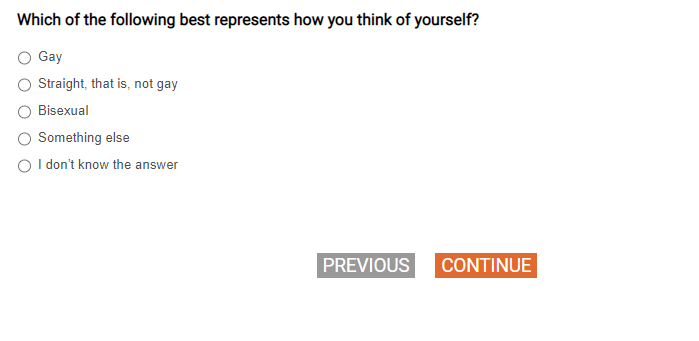 Which of the following best represents how you think of yourself?
Gay
Straight, that is, not gay
Bisexual
Something else
I don't know the answer
PREVIOUS CONTINUE